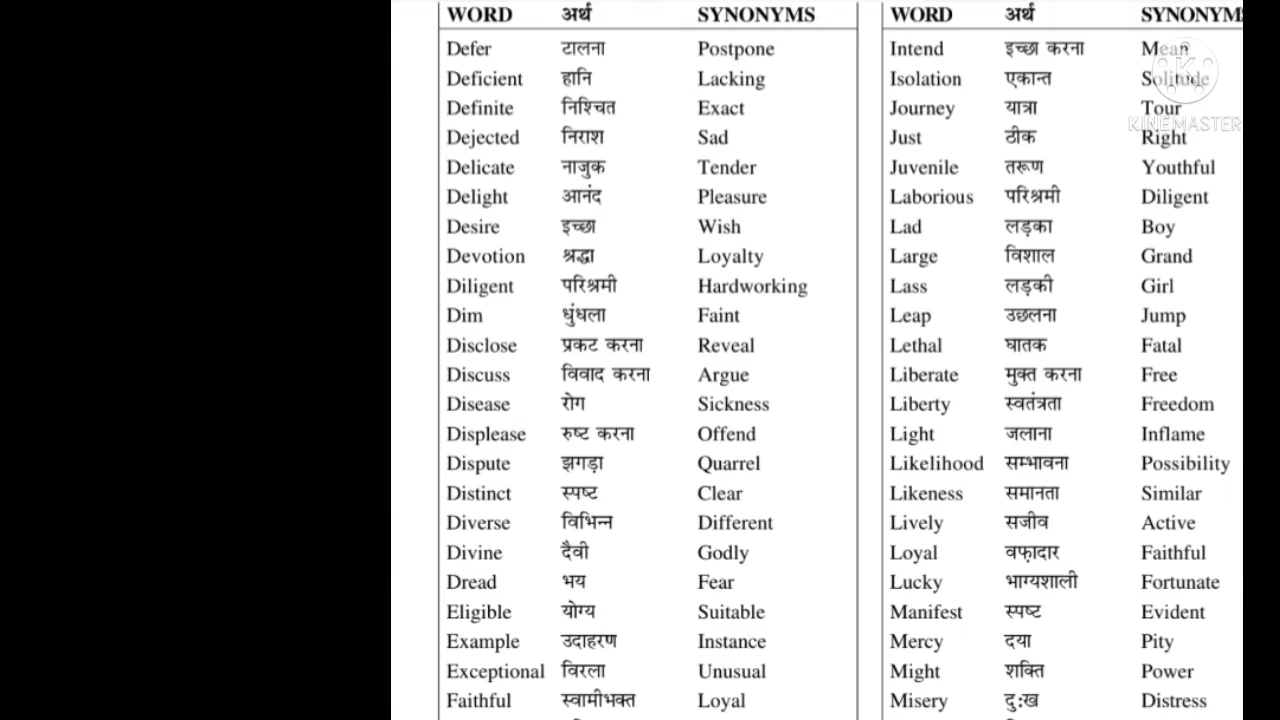 WORD अर्थ SYNONYMS
Defer टालना Postpone
Deficient हानि Lacking
Definite निश्चित Exact
Dejected निराश Sad
Delicate नाजुक Tender
Delight आनंद Pleasure
Desire इच्छा Wish
Devotion श्रद्धा Loyalty
Diligent परिश्रमी Hardworking
Dim धुंधला Faint
Disclose प्रकट करना Reveal
Discuss विवाद करना Argue
Disease रोग Sickness
Displease रुष्ट करना Offend
Dispute झगड़ा Quarrel
Distinct स्पष्ट Clear
Diverse विभिन्न Different
Divine दैवी Godly
Dread भय Fear
Eligible योग्य Suitable
Example उदाहरण Instance
Exceptional विरला Unusual
Faithful स्वामीभक्त Loyal
WORD अर्थ SYNONYMS
Intend इच्छा करना Mean
Isolation एकान्त Solitude
Journey यात्रा Tour
KINEMASTER
Just ठीक Right
Juvenile तरूण Youthful
Laborious परिश्रमी Diligent
Lad लड़का Boy
Large विशाल Grand
Lass लड़की Girl
Leap उछलना Jump
Lethal घातक Fatal
Liberate मुक्त करना Free
Liberty स्वतंत्रता Freedom
Light जलाना Inflame
Likelihood सम्भावना Possibility
Likeness समानता Similar
Lively सजीव Active
Loyal वफ़ादार Faithful
Lucky भाग्यशाली Fortunate
Manifest स्पष्ट Evident
Mercy दया Pity
Might शक्ति Power
Misery दुःख Distress